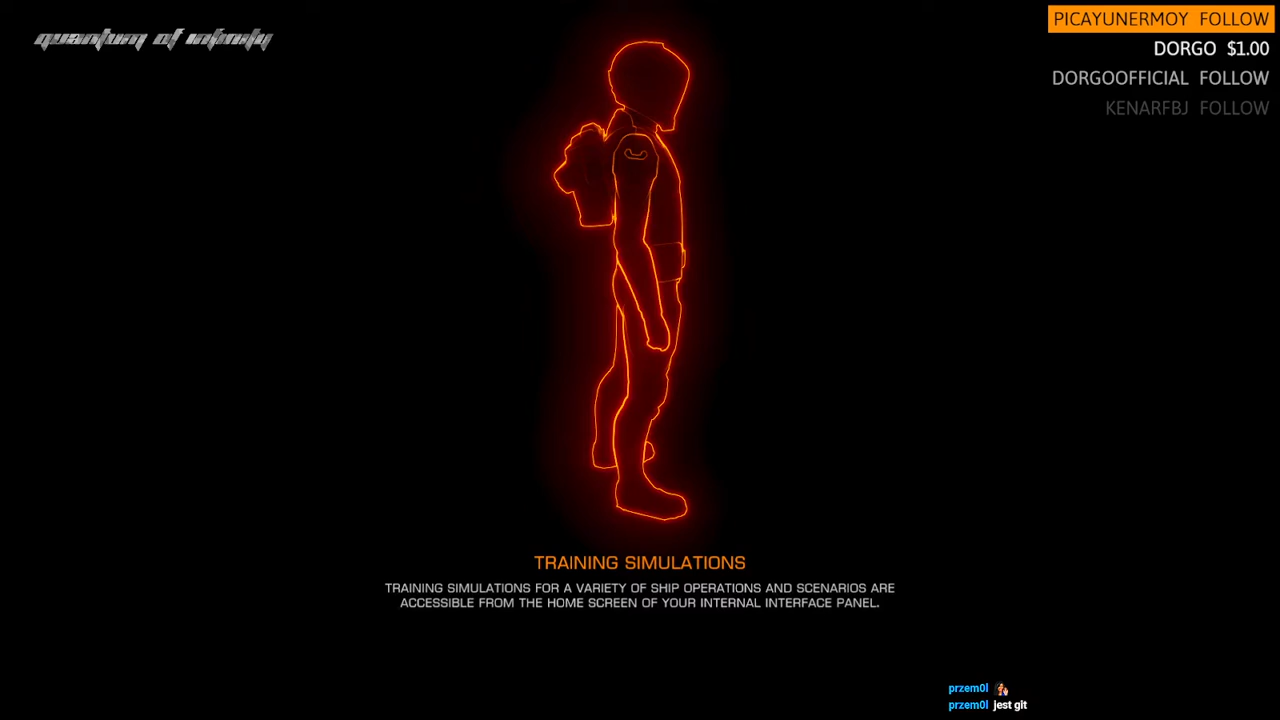 quantum of infinity
PICAYUNERMOY FOLLOW
DORGO $1.00
DORGOOFFICIAL FOLLOW
KENARFBJ FOLLOW
TRAINING SIMULATIONS
TRAINING SIMULATIONS FOR A VARIETY OF SHIP OPERATIONS AND SCENARIOS ARE
ACCESSIBLE FROM THE HOME SCREEN OF YOUR INTERNAL INTERFACE PANEL.
przem0l
przem0l jest git